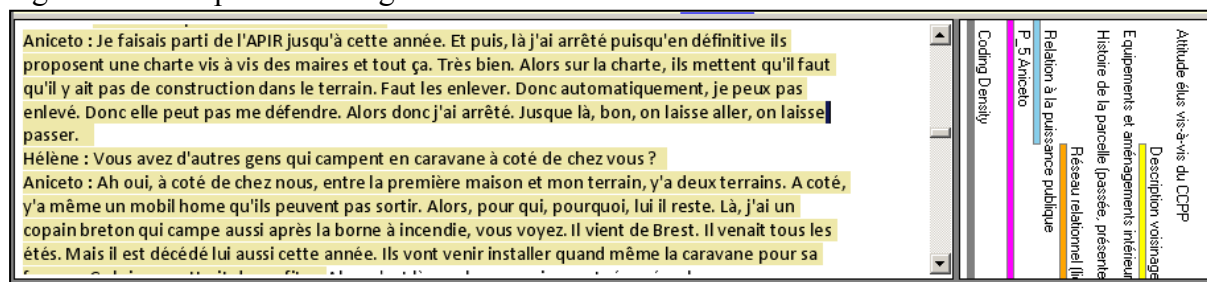 Aniceto : Je faisais parti de l'APIR jusqu'à cette année. Et puis, là j'ai arrêté puisqu'en définitive ils
proposent une charte vis à vis des maires et tout ça. Très bien. Alors sur la charte, ils mettent qu'il faut
qu'il y ait pas de construction dans le terrain. Faut les enlever. Donc automatiquement, je peux pas
enlevé. Donc elle peut pas me défendre. Alors donc j'ai arrêté. Jusque là, bon, on laisse aller, on laisse
passer.
Hélène : Vous avez d'autres gens qui campent en caravane à coté de chez vous ?
Aniceto : Ah oui, à coté de chez nous, entre la première maison et mon terrain, y'a deux terrains. A coté,
y'a même un mobil home qu'ils peuvent pas sortir. Alors, pour qui, pourquoi, lui il reste. Là, j'ai un
copain breton qui campe aussi après la borne à incendie, vous voyez. Il vient de Brest. Il venait tous les
étés. Mais il est décédé lui aussi cette année. Ils vont venir installer quand même la caravane pour sa
Attitude élus vis-à-vis du CCPP
Description voisinage
Equipements et aménagements intérieur
Histoire de la parcelle (passée, présente
Réseau relationnel (li
Relation à la puissance publique
P_5 Aniceto
Coding Density